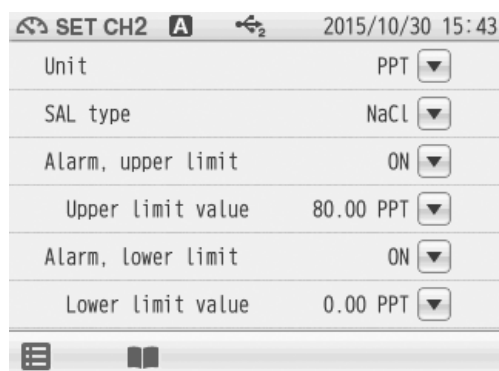 SET CH2 A 2 2015/10/30 15:43
Unit PPT
SAL type NaCl
Alarm, upper limit ON
Upper limit value 80.00 PPT
Alarm, lower limit ON
Lower limit value 0.00 PPT